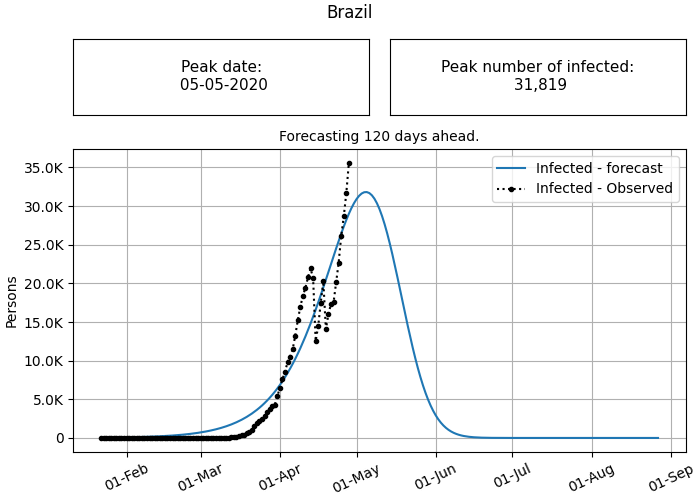 Brazil
Peak date:
05-05-2020
Peak number of infected:
31,819
Forecasting 120 days ahead.
Infected - forecast
Infected - Observed
35.0K
30.0K
25.0K
20.0K
15.0K
10.0K
5.0K
0
Persons
01-Feb
01-Mar
01-Apr
01-May
01-Jun
01-Jul
01-Aug
01-Sep